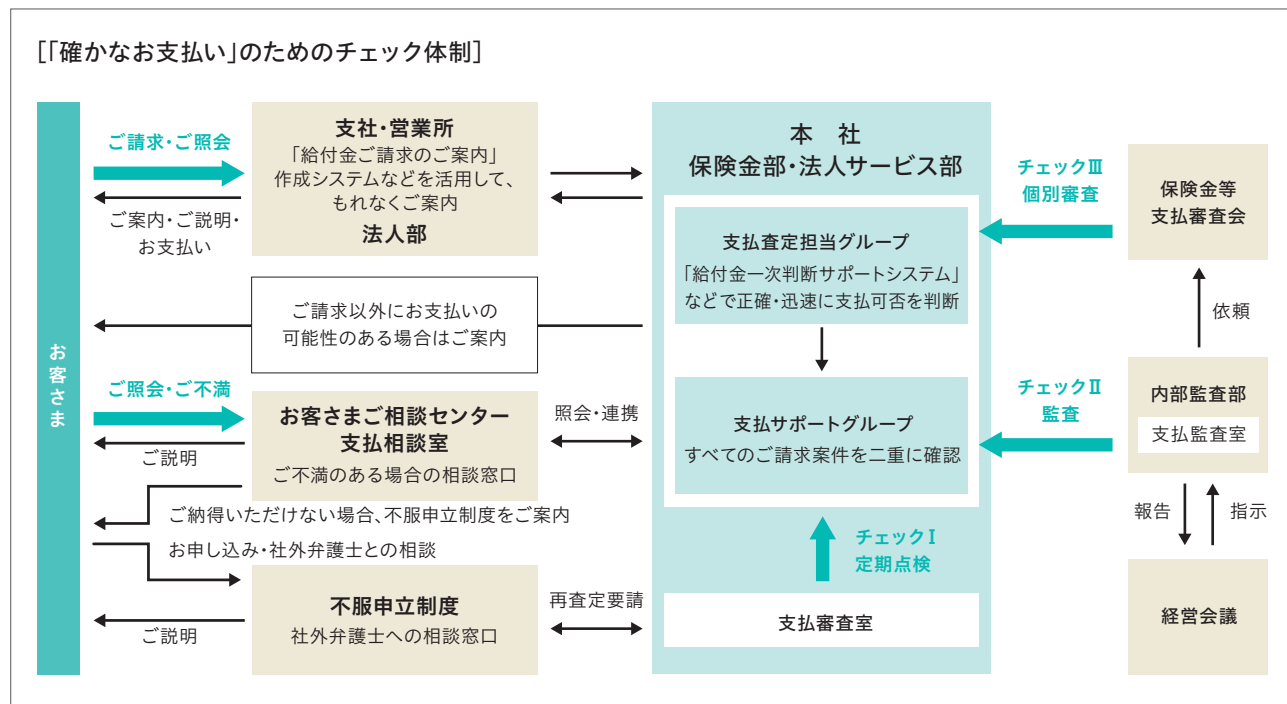 [「確かなお支払い」のためのチェック体制]
お客さま
ご請求・ご照会
ご案内・ご説明・
お支払い
支社・営業所
「給付金ご請求のご案内」
作成システムなどを活用して、
もれなくご案内
法人部
ご請求以外にお支払いの
可能性のある場合はご案内
ご照会・ご不満
ご説明
お客さまご相談センター
支払相談室
ご不満のある場合の相談窓口
照会・連携
ご納得いただけない場合、不服申立制度をご案内
お申し込み・社外弁護士との相談
ご説明
不服申立制度
社外弁護士への相談窓口
再査定要請
本 社
保険金部・法人サービス部
支払査定担当グループ
「給付金一次判断サポートシステム」
などで正確・迅速に支払可否を判断
支払サポートグループ
すべてのご請求案件を二重に確認
チェックⅠ
定期点検
支払審査室
チェックⅢ
個別審査
保険金等
支払審査会
依頼
チェックⅡ
監査
内部監査部
支払監査室
報告
指示
経営会議